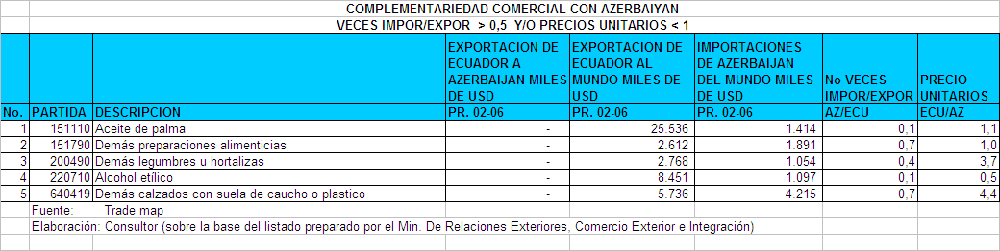 COMPLEMENTARIEDAD COMERCIAL CON AZERBAIYAN
VECES IMPOR/EXPOR > 0,5 Y/O PRECIOS UNITARIOS < 1
No. PARTIDA DESCRIPCION EXPORTACION DE ECUADOR A AZERBAIJAN MILES DE USD PR. 02-06 EXPORTACION DE ECUADOR AL MUNDO MILES DE USD PR. 02-06 IMPORTACIONES DE AZERBAIJAN DEL MUNDO MILES DE USD PR. 02-06 No VECES IMPOR/EXPOR AZ/ECU PRECIO UNITARIOS ECU/AZ
1 151110 Aceite de palma - 25.536 1.414 0,1 1,1
2 151790 Demás preparaciones alimenticias - 2.612 1.891 0,7 1,0
3 200490 Demás legumbres u hortalizas - 2.768 1.054 0,4 3,7
4 220710 Alcohol etílico - 8.451 1.097 0,1 0,5
5 640419 Demás calzados con suela de caucho o plastico - 5.736 4.215 0,7 4,4
Fuente: Trade map
Elaboración: Consultor (sobre la base del listado preparado por el Min. De Relaciones Exteriores, Comercio Exterior e Integración)